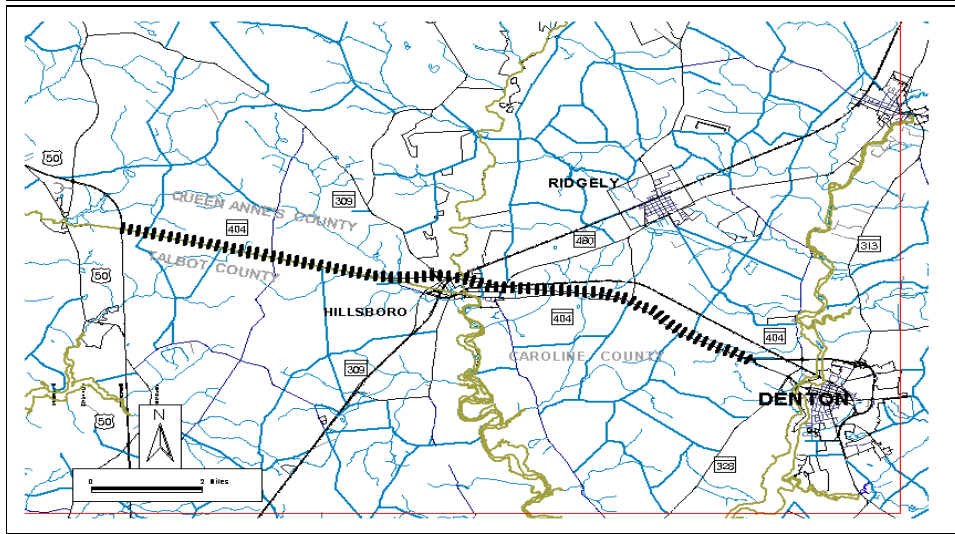 50
RIDGELY
QUEEN ANNE'S COUNTY
309
404
480
313
TALBOT COUNTY
50
HILLSBORO
404
404
CAROLINE COUNTY
309
DENTON
50
N
328
0 2 Miles